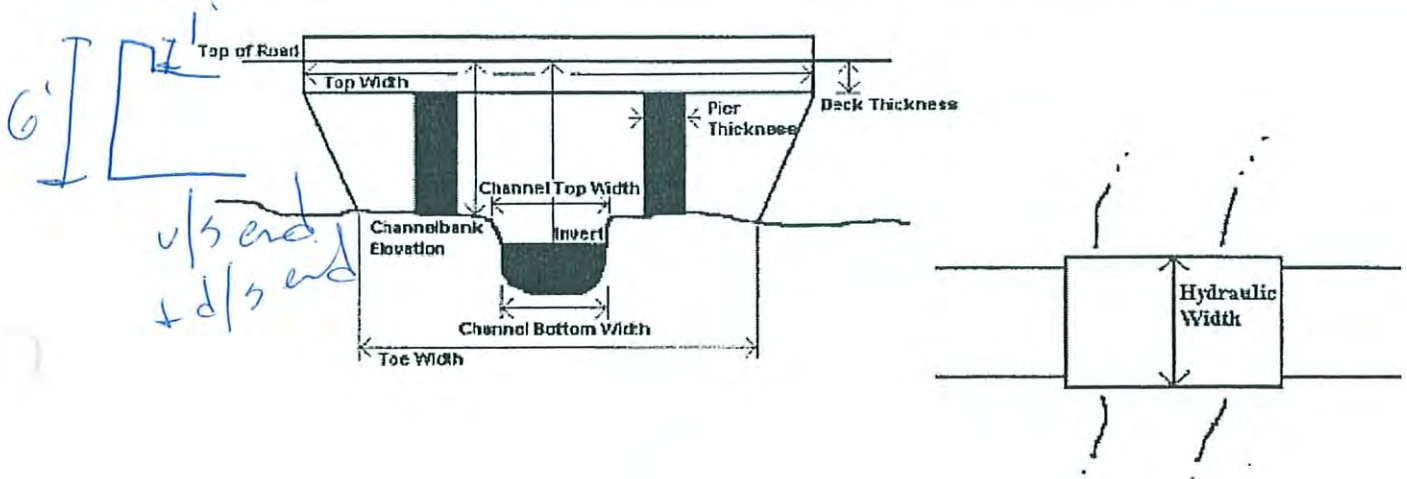 1'
6'
Top of Road
Top Width
Deck Thickness
Pier
Thickness
Channel Top Width
Channelbank
Elevation
Invert
u/s end
+ d/s end
Channel Bottom Width
Toe Width
Hydraulic
Width